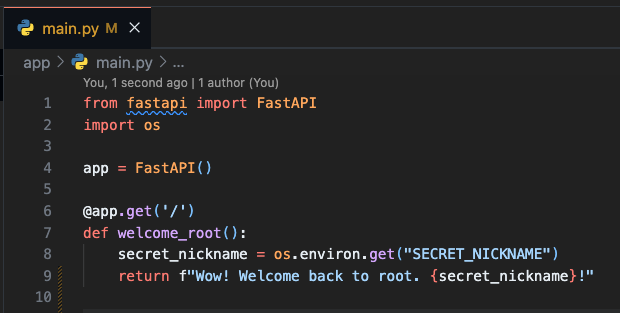 main.py M ×
app > main.py > ...
You, 1 second ago | 1 author (You)
1 from fastapi import FastAPI
2 import os
3
4 app = FastAPI()
5
6 @app.get('/')
7 def welcome_root():
8     secret_nickname = os.environ.get("SECRET_NICKNAME")
9     return f"Wow! Welcome back to root. {secret_nickname}!"
10